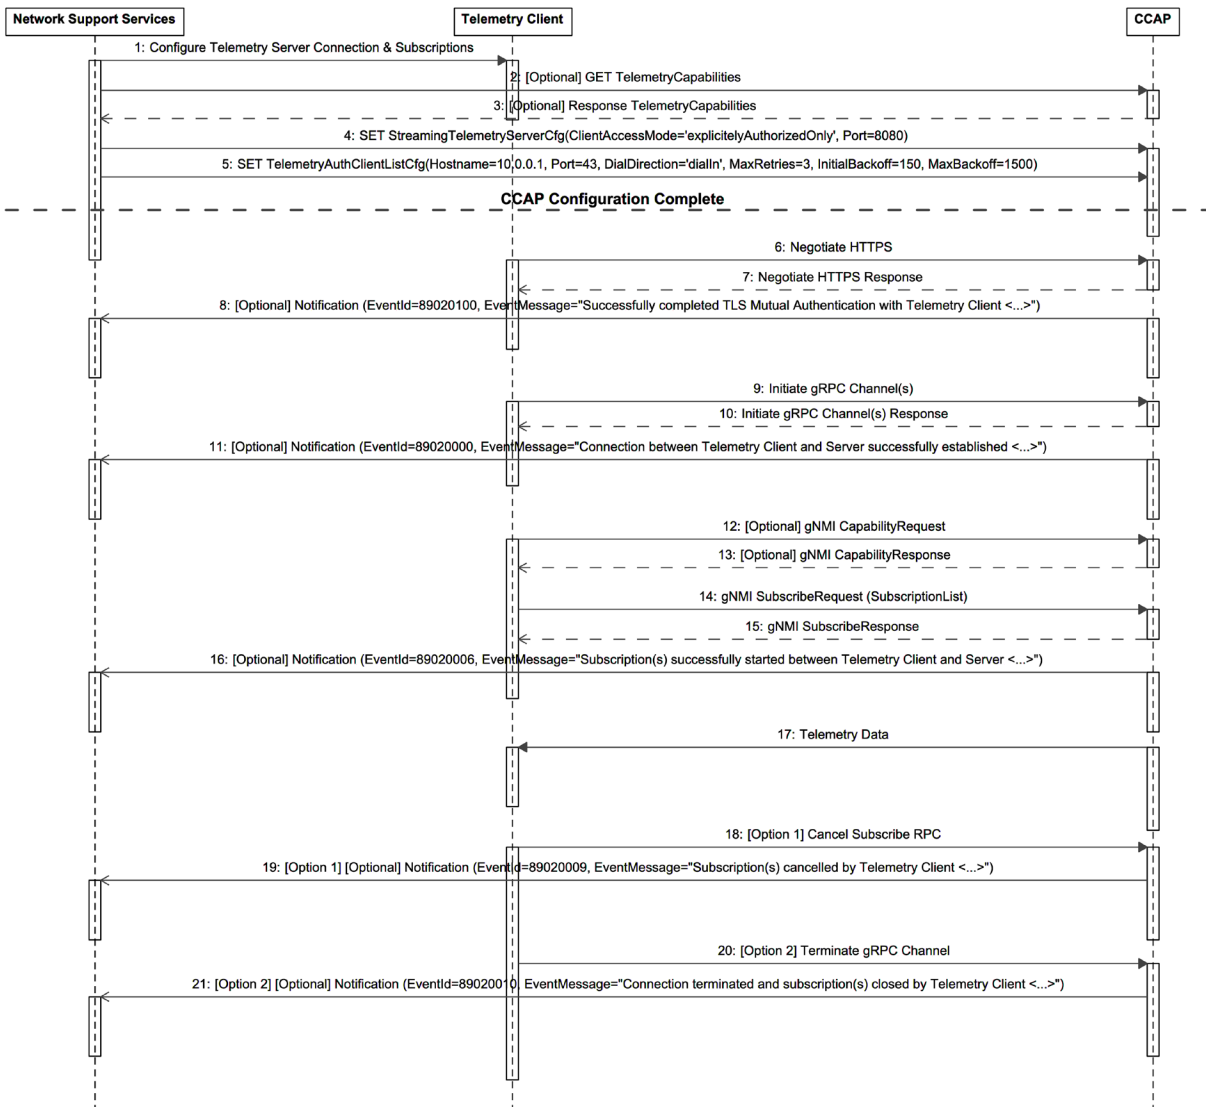 Network Support Services
Telemetry Client
CCAP
1: Configure Telemetry Server Connection & Subscriptions
2: [Optional] GET TelemetryCapabilities
3: [Optional] Response TelemetryCapabilities
4: SET StreamingTelemetryServerCfg(ClientAccessMode='explicitelyAuthorizedOnly', Port=8080)
5: SET TelemetryAuthClientListCfg(Hostname=10.0.0.1, Port=43, DialDirection='dialIn', MaxRetries=3, InitialBackoff=150, MaxBackoff=1500)
CCAP Configuration Complete
6: Negotiate HTTPS
7: Negotiate HTTPS Response
8: [Optional] Notification (EventId=89020100, EventMessage="Successfully completed TLS Mutual Authentication with Telemetry Client <...>")
9: Initiate gRPC Channel(s)
10: Initiate gRPC Channel(s) Response
11: [Optional] Notification (EventId=89020000, EventMessage="Connection between Telemetry Client and Server successfully established <...>")
12: [Optional] gNMI CapabilityRequest
13: [Optional] gNMI CapabilityResponse
14: gNMI SubscribeRequest (SubscriptionList)
15: gNMI SubscribeResponse
16: [Optional] Notification (EventId=89020006, EventMessage="Subscription(s) successfully started between Telemetry Client and Server <...>")
17: Telemetry Data
18: [Option 1] Cancel Subscribe RPC
19: [Option 1] [Optional] Notification (EventId=89020009, EventMessage="Subscription(s) cancelled by Telemetry Client <...>")
20: [Option 2] Terminate gRPC Channel
21: [Option 2] [Optional] Notification (EventId=89020010, EventMessage="Connection terminated and subscription(s) closed by Telemetry Client <...>")